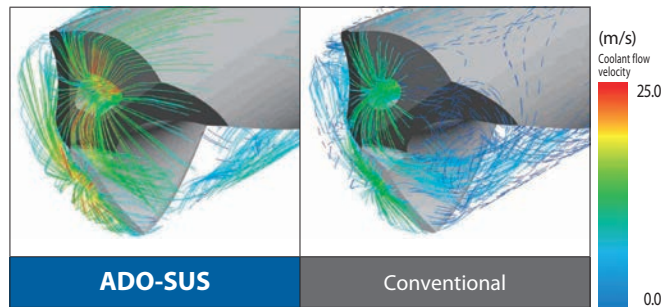 (m/s)
Coolant flow
velocity
25.0
0.0
ADO-SUS
Conventional